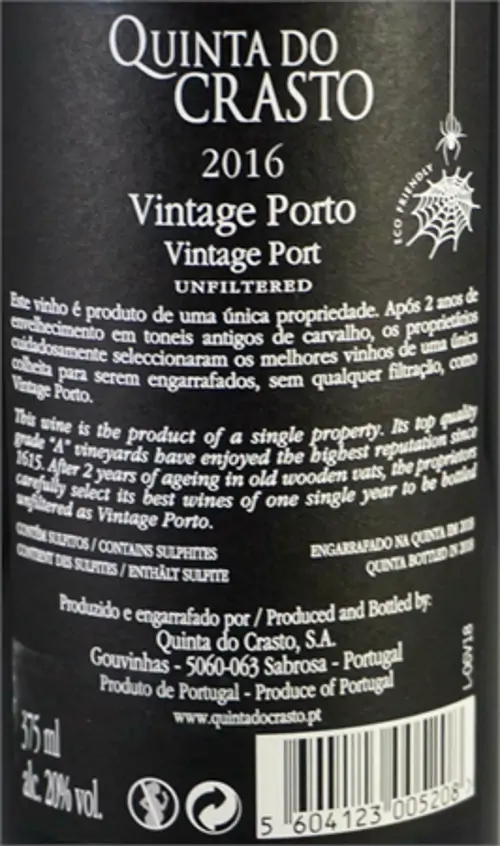 QUINTA DO
CRASTO
2016
Vintage Porto
Vintage Port
UNFILTERED
ECO FRIENDLY
Este vinho é produto de uma única propriedade. Após 2 anos de
envelhecimento em toneis antigos de carvalho, os proprietários
cuidadosamente seleccionaram os melhores vinhos de uma única
colheita para serem engarrafados, sem qualquer filtração, como
Vintage Porto.
This wine is the product of a single property. Its top quality
grade "A" vineyards have enjoyed the highest reputation since
1615. After 2 years of ageing in old wooden vats, the proprietors
carefully select its best wines of one single year to be bottled
unfiltered as Vintage Porto.
CONTÉM SULFITOS / CONTAINS SULPHITES
CONTENT DES SULFITES / ENTHÄLT SULFITE
ENGARRAFADO NA QUINTA EM 2018
QUINTA BOTTLED IN 2018
Produzido e engarrafado por / Produced and Bottled by:
Quinta do Crasto, S.A.
Gouvinhas - 5060-063 Sabrosa - Portugal
Produto de Portugal - Produce of Portugal
www.quintadocrasto.pt
L-06V18
375 ml
alc. 20% vol.
5 604123 005208 >